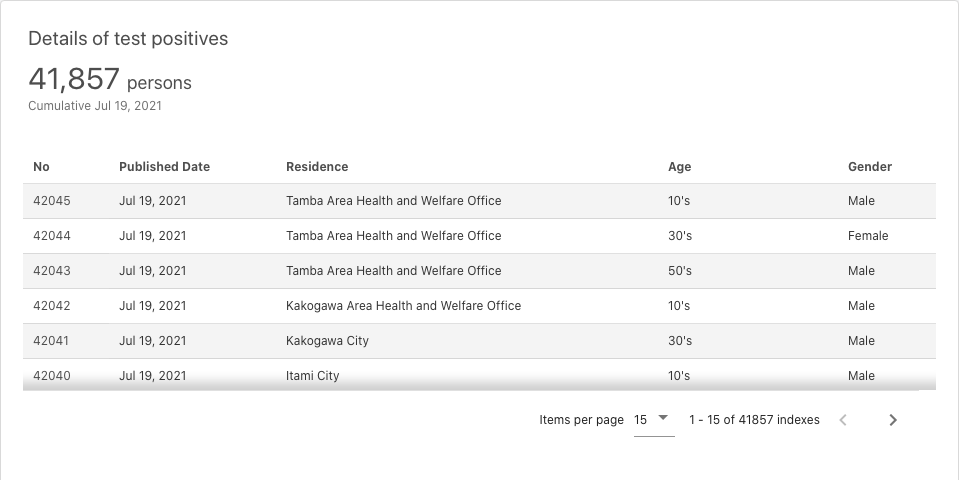 Details of test positives
41,857 persons
Cumulative Jul 19, 2021
No Published Date Residence Age Gender
42045 Jul 19, 2021 Tamba Area Health and Welfare Office 10's Male
42044 Jul 19, 2021 Tamba Area Health and Welfare Office 30's Female
42043 Jul 19, 2021 Tamba Area Health and Welfare Office 50's Male
42042 Jul 19, 2021 Kakogawa Area Health and Welfare Office 10's Male
42041 Jul 19, 2021 Kakogawa City 30's Male
42040 Jul 19, 2021 Itami City 10's Male
Items per page 15 1 - 15 of 41857 indexes